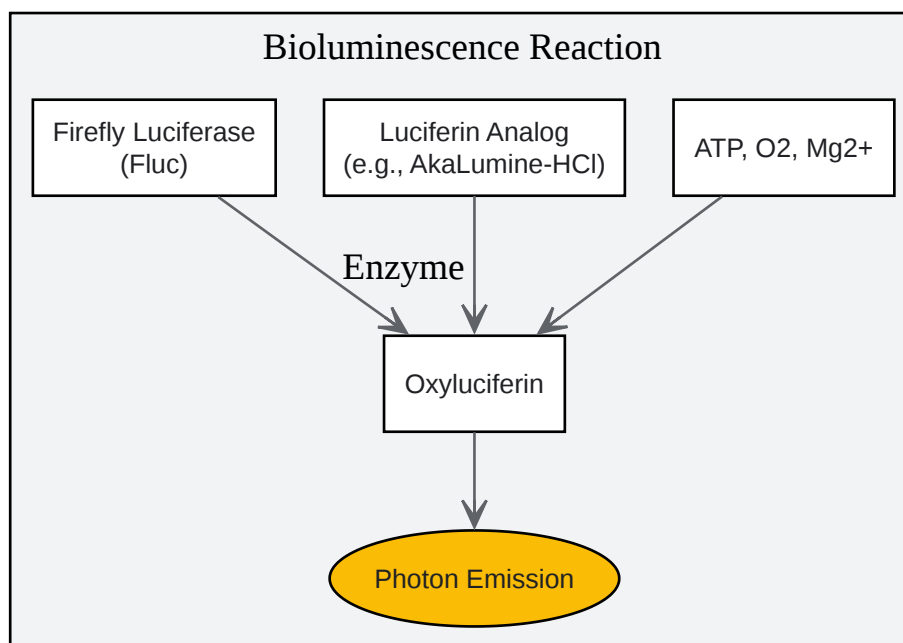 Bioluminescence Reaction
Firefly Luciferase
(Fluc)
Luciferin Analog
(e.g., AkaLumine-HCl)
ATP, O2, Mg2+
Enzyme
Oxyluciferin
Photon Emission